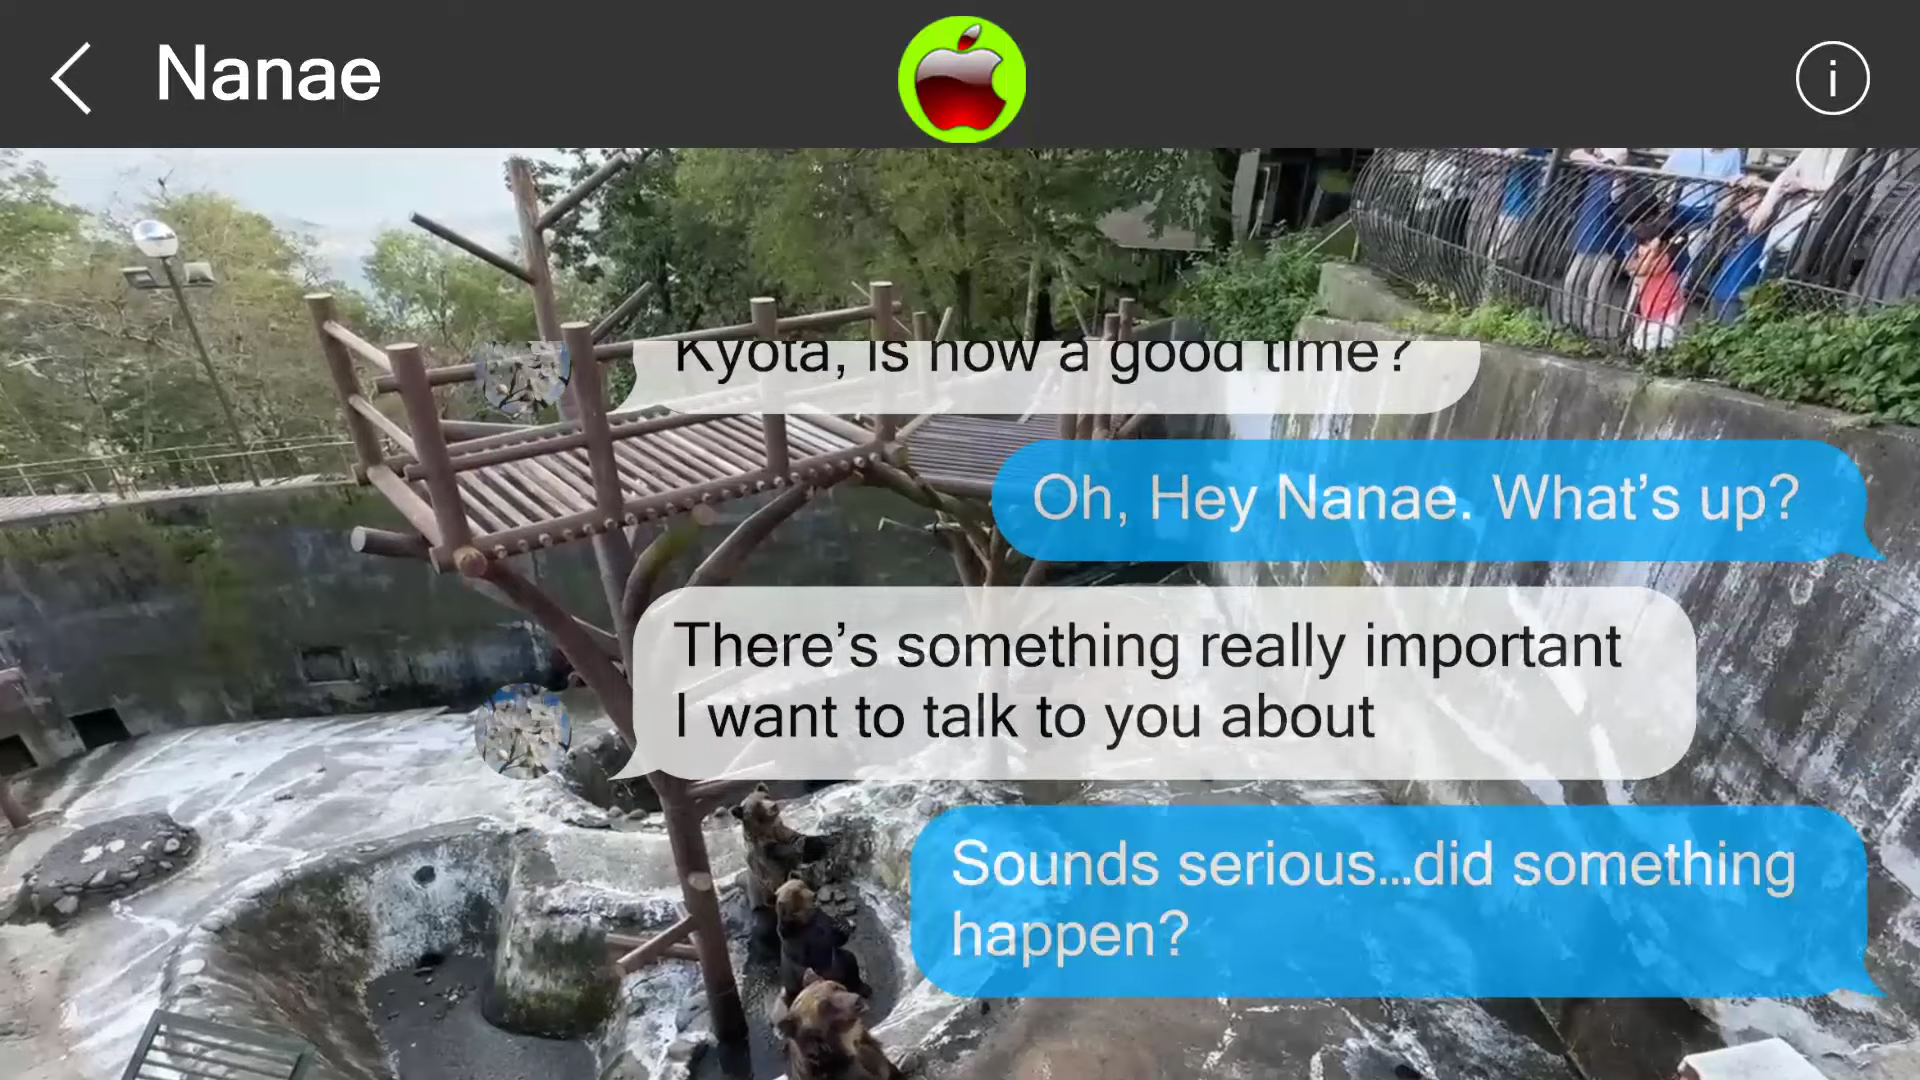 Nanae
Kyota, is now a good time?
Oh, Hey Nanae. What’s up?
There’s something really important
I want to talk to you about
Sounds serious...did something
happen?